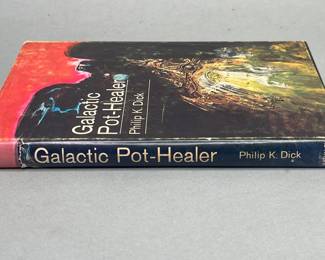 Galactic
Pot-Healer
Philip K. Dick
Galactic Pot-Healer Philip K. Dick